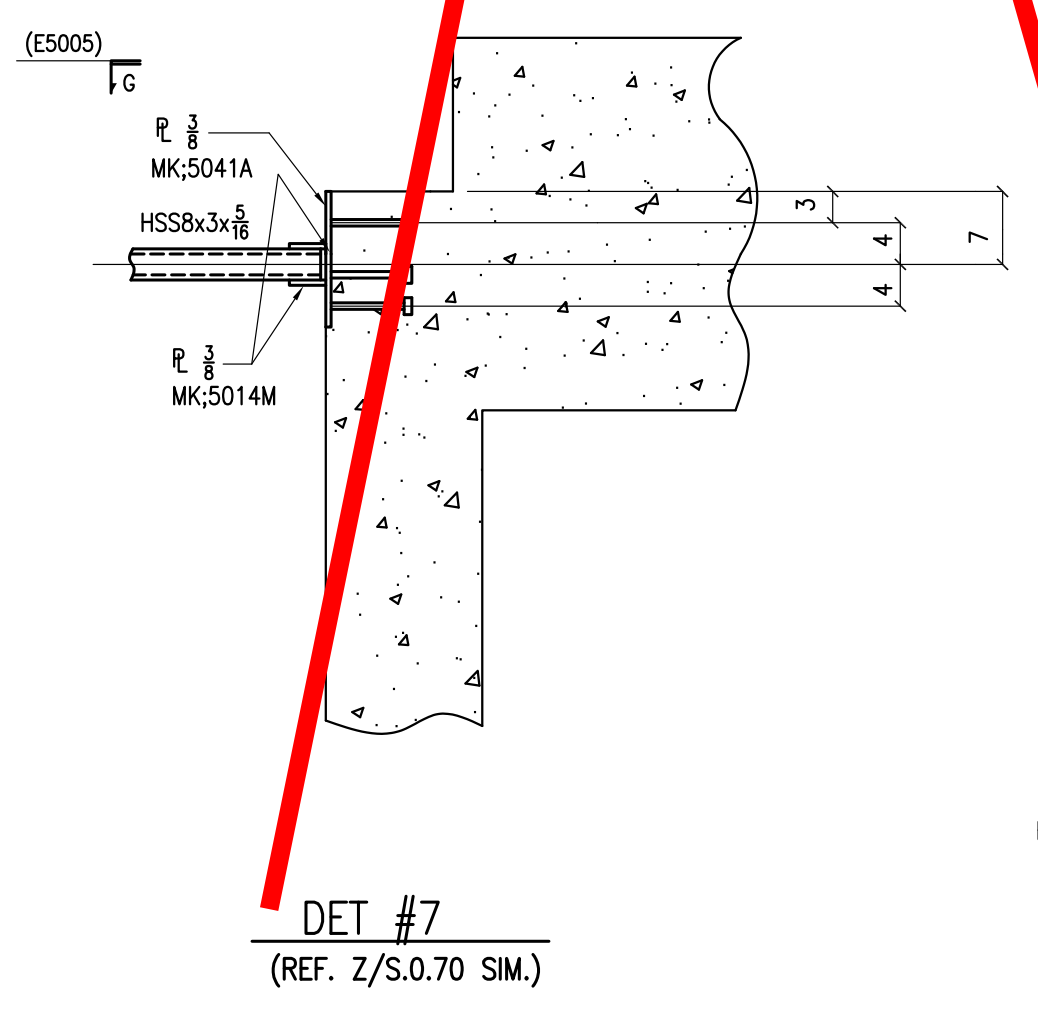 (E5005)
G
PL 3/8
MK;5041A
HSS8x3x5/16
PL 3/8
MK;5014M
3
4
7
4
DET #7
(REF. Z/S.0.70 SIM.)